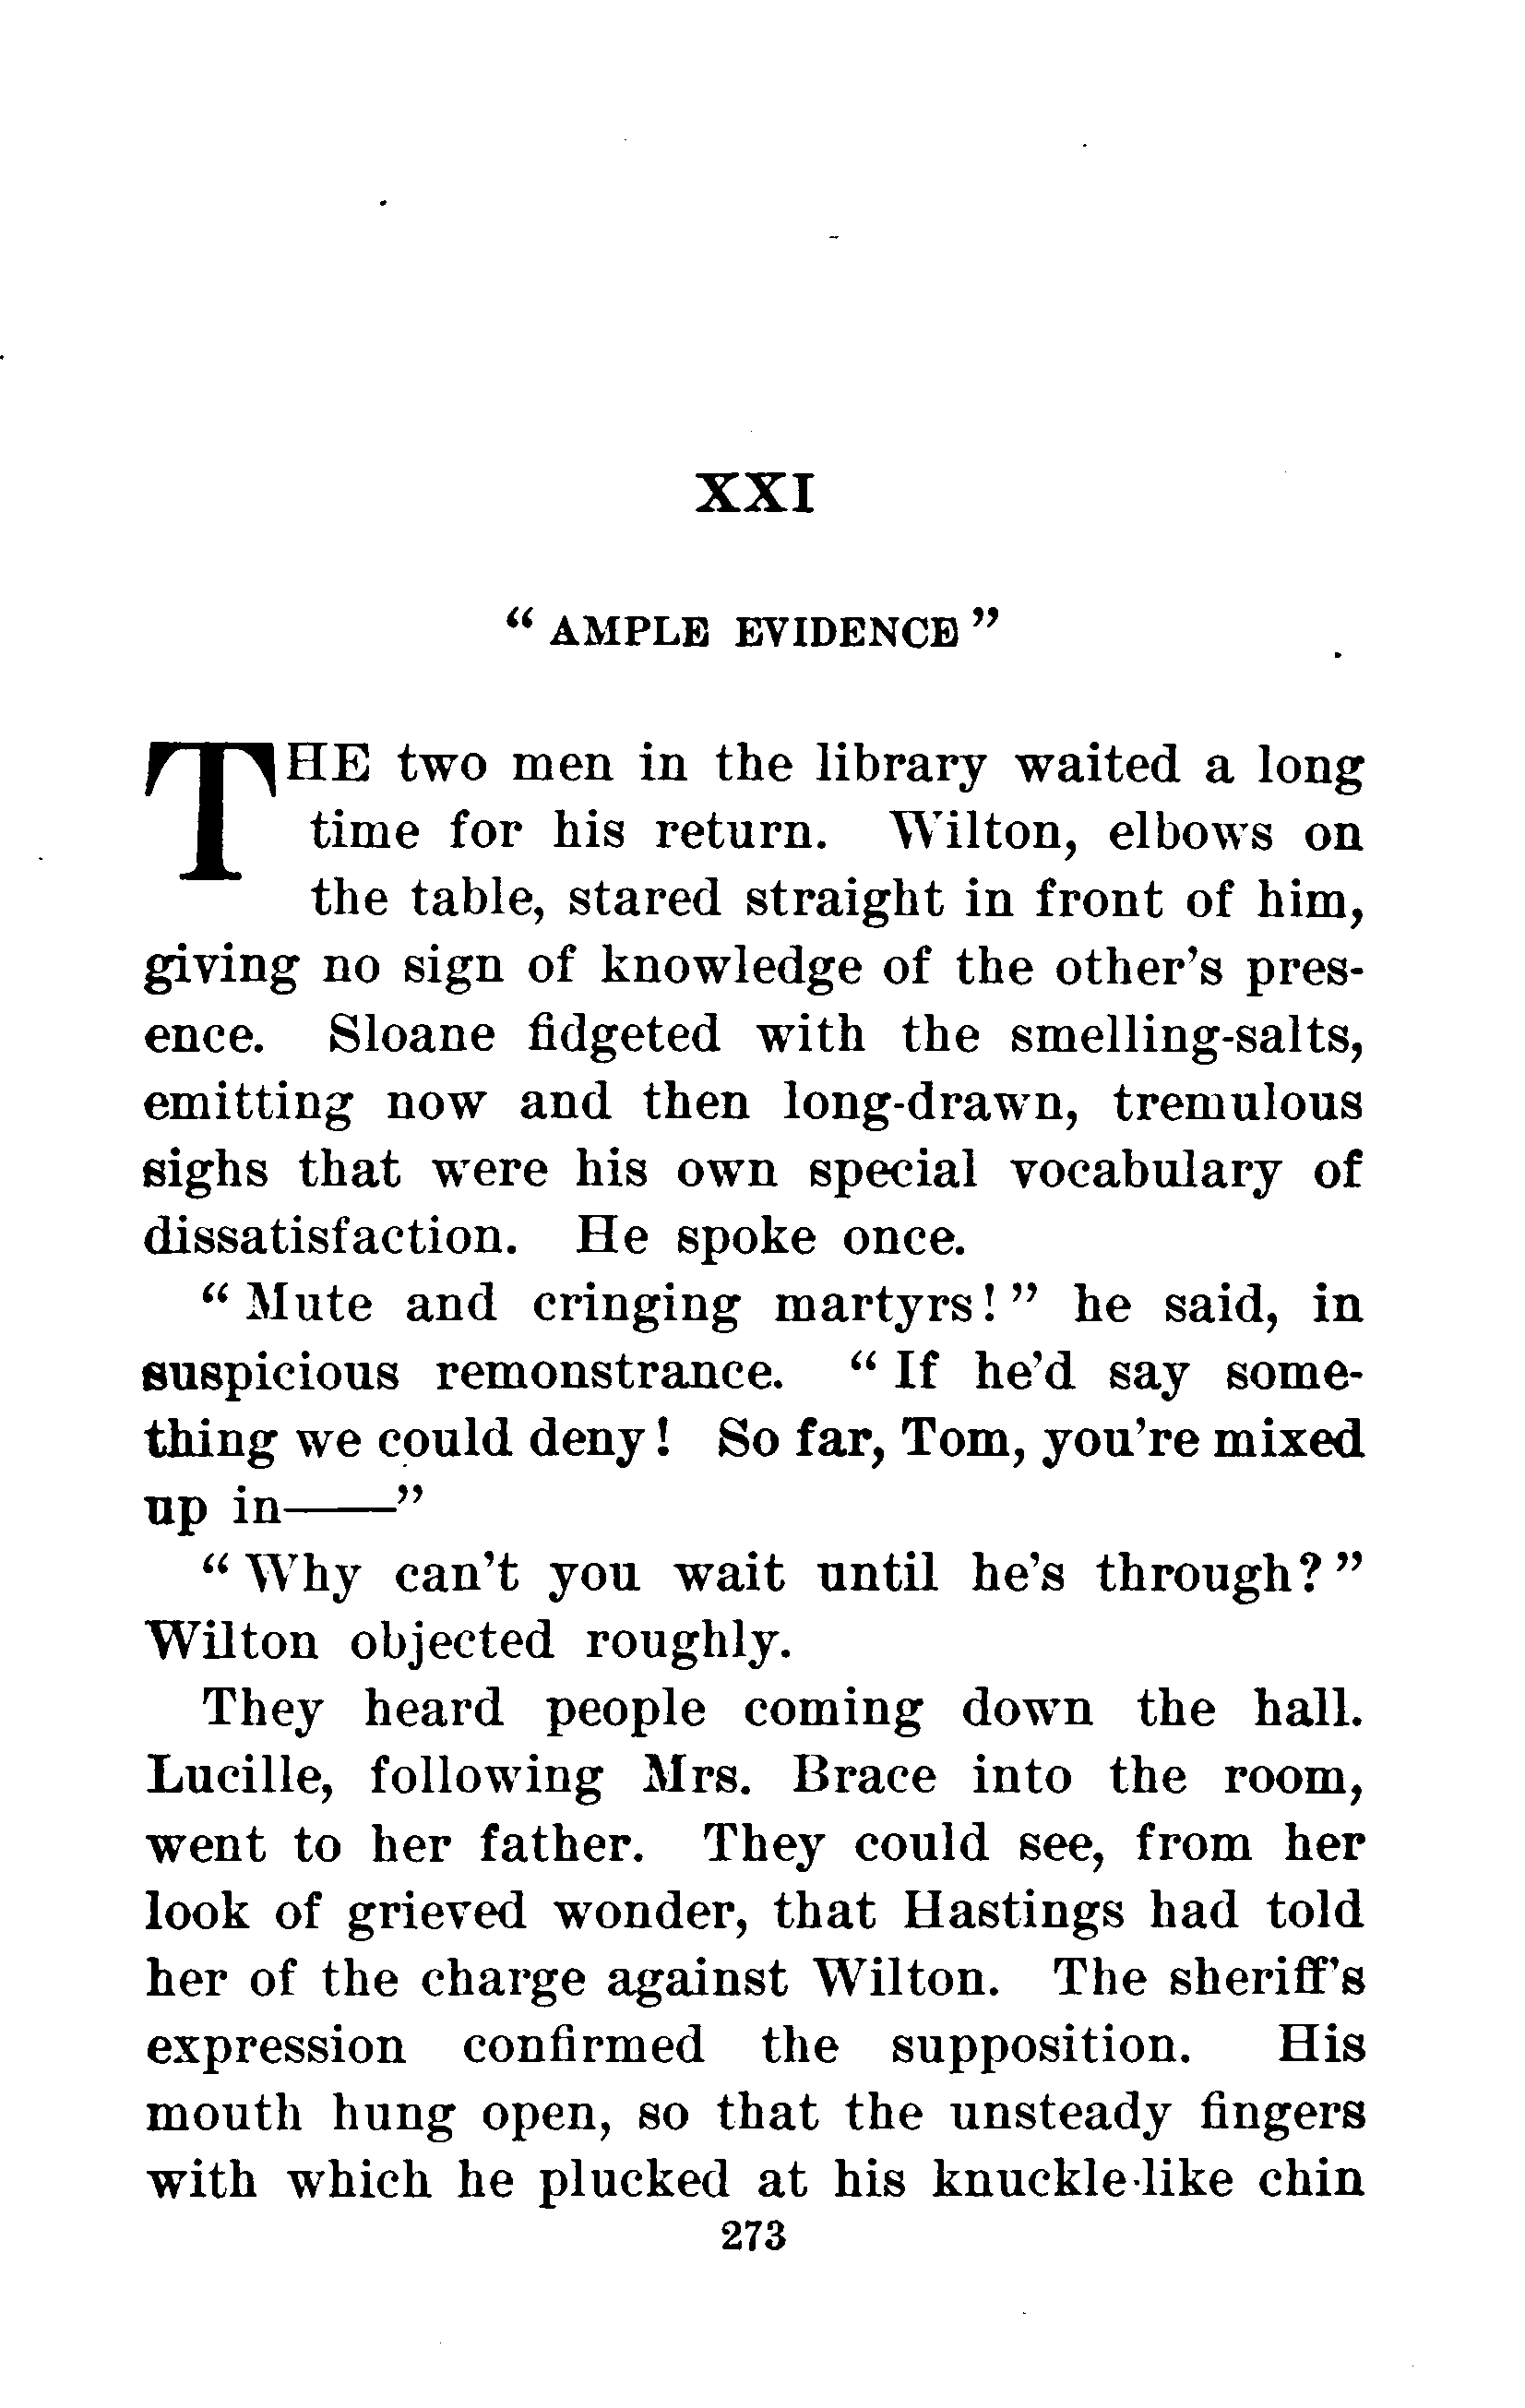 XXI
“ AMPLE EVIDENCE ”
THE two men in the library waited a long
time for his return. Wilton, elbows on
the table, stared straight in front of him,
giving no sign of knowledge of the other’s pres-
ence. Sloane fidgeted with the smelling-salts,
emitting now and then long-drawn, tremulous
sighs that were his own special vocabulary of
dissatisfaction. He spoke once.
“ Mute and cringing martyrs! ” he said, in
suspicious remonstrance. “ If he’d say some-
thing we could deny! So far, Tom, you’re mixed
up in——”
“ Why can’t you wait until he’s through? ”
Wilton objected roughly.
They heard people coming down the hall.
Lucille, following Mrs. Brace into the room,
went to her father. They could see, from her
look of grieved wonder, that Hastings had told
her of the charge against Wilton. The sheriff’s
expression confirmed the supposition. His
mouth hung open, so that the unsteady fingers
with which he plucked at his knuckle-like chin
273